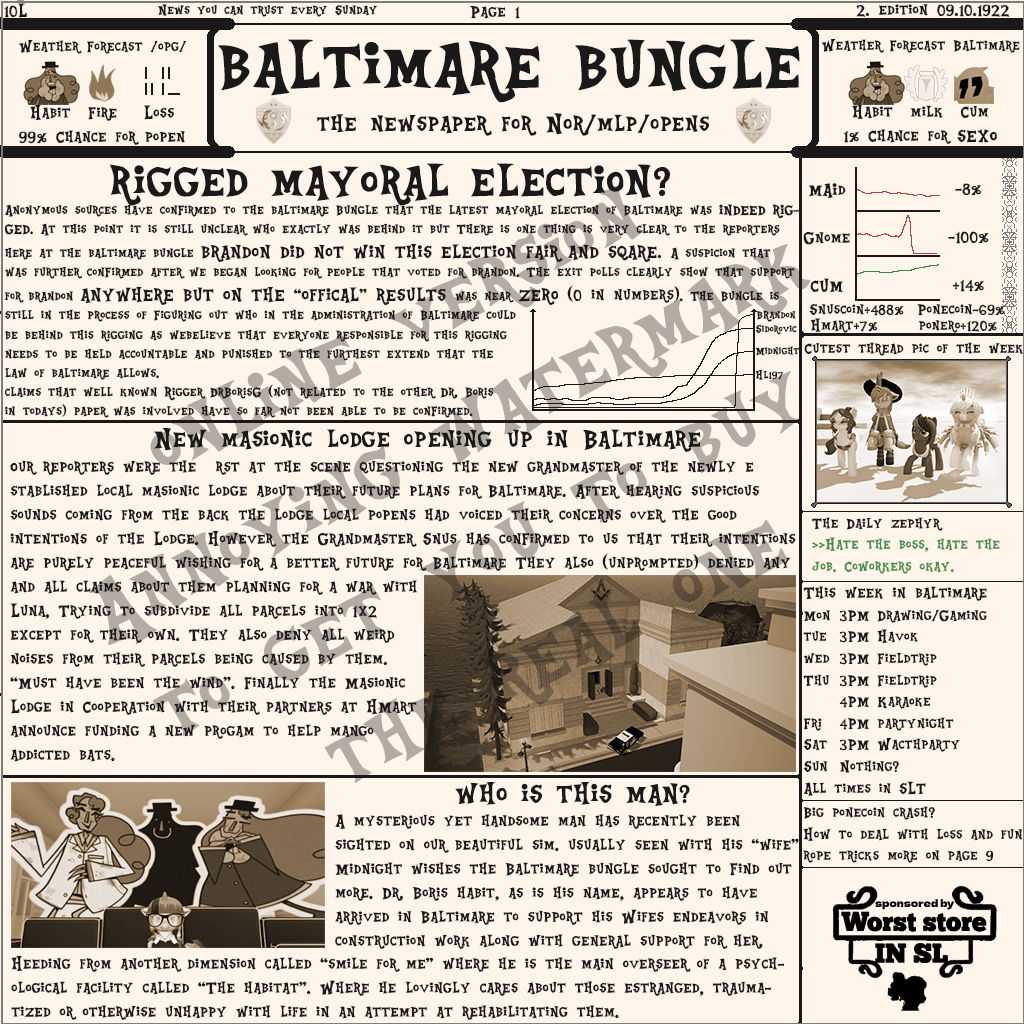 10L
News you can trust every Sunday
Page 1
2. Edition 09.10.1922
Weather Forecast /opg/
Habit Fire Loss
99% chance for popen
BALTiMARE BUNGLE
The newspaper for Nor/mlp/opens
Weather Forecast Baltimare
Habit Milk Cum
1% chance for SEXo
RiGGED MAYoRAL ELECTioN?
Anonymous sources have confirmed to the baltimare bungle that the latest mayoral election of Baltimare was indeed rig-
ged. At this point it is still unclear who exactly was behind it but There is one thing is very clear to the reporters
here at the baltimare bungle BRANDON DiD NOT WIN THiS ELECTION FAIR AND SQARE. A suspicion that
was further confirmed after we began looking for people that voted for brandon. The exit polls clearly show that support
for brandon ANYWHERE BUT ON THE "OFFICAL" RESULTS was near ZERO (0 in numbers). The bungle is
still in the process of figuring out who in the administration of Baltimare could
be behind this rigging as webelieve that everyone responsible for this rigging
needs to be held accountable and punished to the furthest extend that the
law of baltimare allows.
claims that well known Rigger drBorisG (Not related to the other Dr. Boris
in todays) paper was involved have so far not been able to be confirmed.
Brandon
Sidorovic
Midnight
HL197
New masionic Lodge opening up in Baltimare
our reporters were the rst at the scene questioning the new grandmaster of the newly e
stablished local masionic lodge about their future plans for Baltimare. After hearing suspicious
sounds coming from the back the Lodge Local Popens had voiced their concerns over the good
intentions of the Lodge. However the Grandmaster Snus has confirmed to us that their intentions
are purely peaceful wishing for a better future for Baltimare They also (unprompted) denied any
and all claims about them planning for a war with
Luna, Trying to subdivide all parcels into 1x2
except for their own. They also deny all weird
noises from their parcels being caused by them.
"Must have been the wind". Finally the Masionic
Lodge in cooperation with their partners at Hmart
announce funding a new progam to help mango
addicted bats.
Who is this man?
A mysterious yet handsome man has recently been
sighted on our beautiful sim. usually seen with his "wife"
Midnight wishes the Baltimare Bungle sought to find out
more. Dr. Boris Habit, as is his name, appears to have
arrived in Baltimare to support his wifes endeavors in
construction work along with general support for her,
Heeding from another dimension called "smile for me" where he is the main overseer of a psych-
ological facility called "The Habitat". Where he lovingly cares about those estranged, trauma-
tized or otherwise unhappy with life in an attempt at rehabilitating them.
Maid -8%
Gnome -100%
cum +14%
Snuscoin+488% Ponecoin-69%
Hmart+7% Ponero+120%
Cutest thread pic of the week
The daily zephyr
>>Hate the boss, hate the
job. Coworkers okay.
This week in baltimare
Mon 3PM Drawing/Gaming
Tue 3PM Havok
Wed 3PM Fieldtrip
Thu 3PM Fieldtrip
4PM Karaoke
Fri 4PM Partynight
Sat 3PM Wacthparty
Sun Nothing?
All times in SLT
Big Ponecoin crash?
How to deal with loss and fun
rope tricks more on page 9
sponsored by
Worst store
IN SL
ONLiNE VERSiON
ANNOYiNG WATERMARK
To GET YOU To BUY
THE REAL ONE